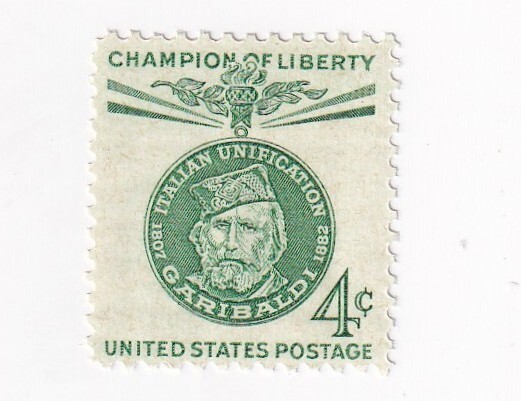 CHAMPION OF LIBERTY
1807 ITALIAN UNIFICATION 1882
GARIBALDI
4¢
UNITED STATES POSTAGE